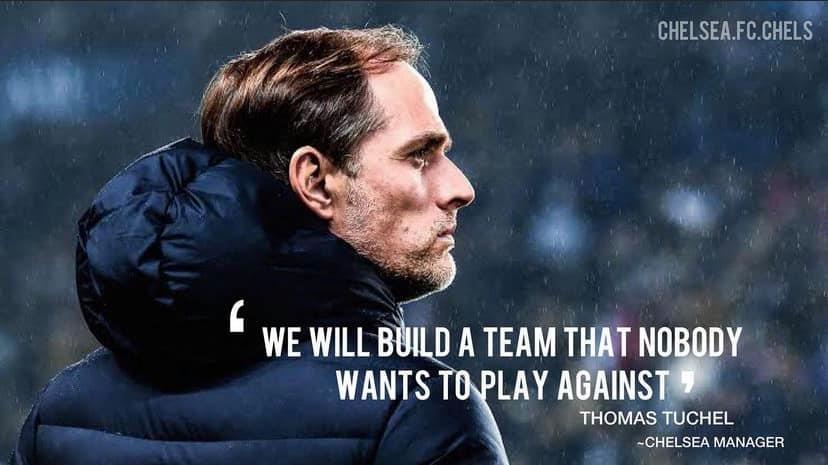 CHELSEA.FC.CHELS
‘ WE WILL BUILD A TEAM THAT NOBODY
WANTS TO PLAY AGAINST ’
THOMAS TUCHEL
~CHELSEA MANAGER